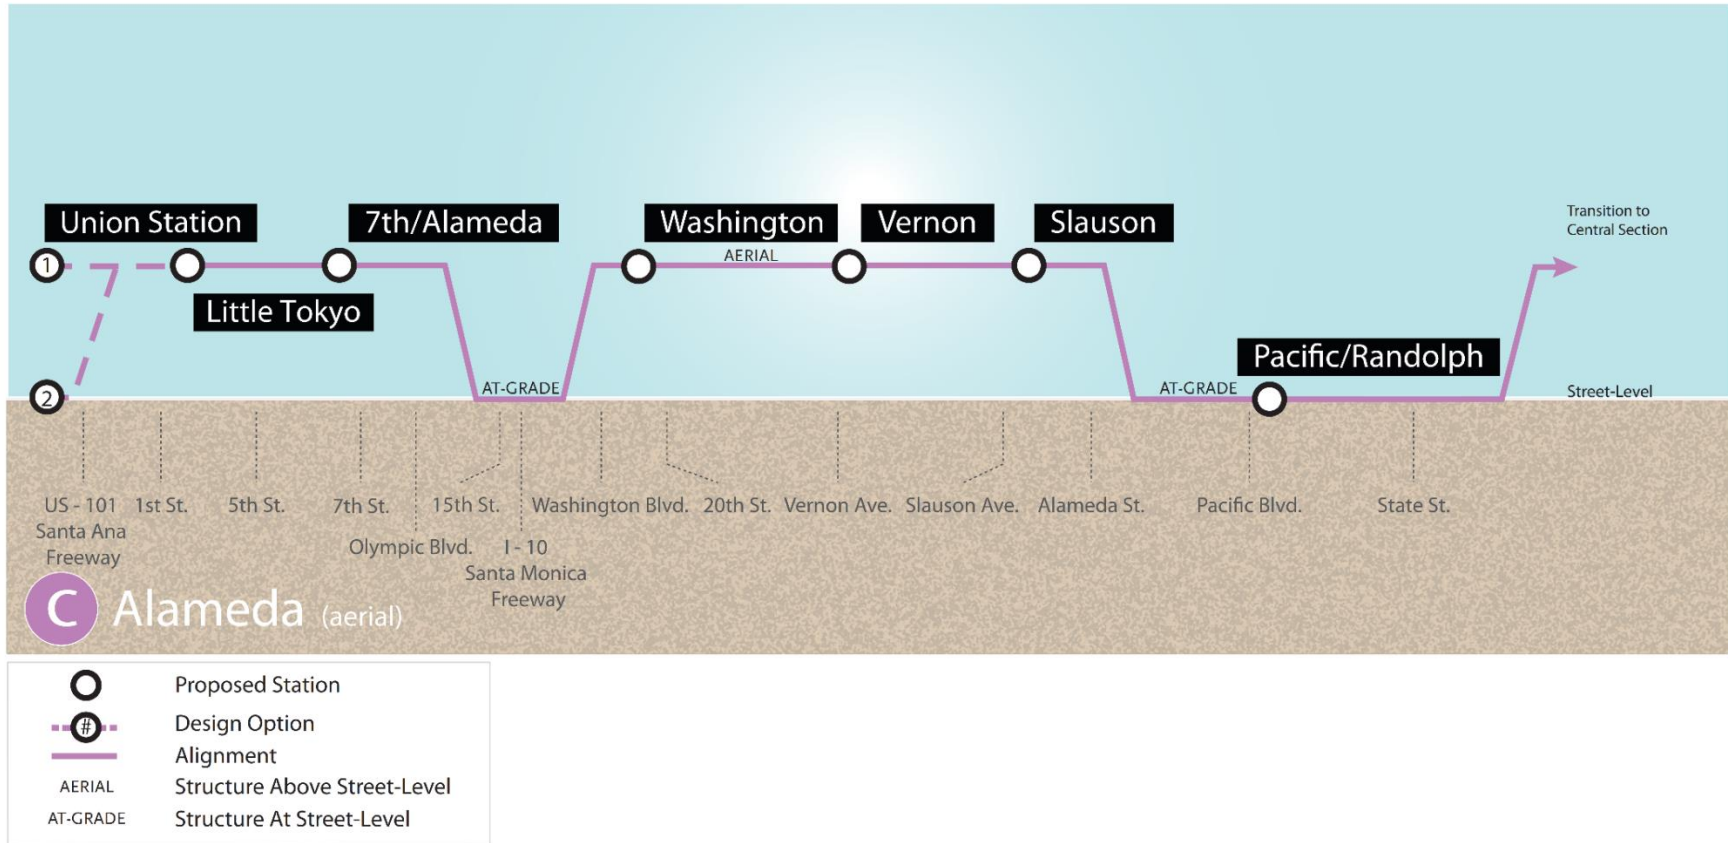 Union Station
7th/Alameda
Washington
Vernon
Slauson
Transition to
Central Section
1
AERIAL
Little Tokyo
Pacific/Randolph
2
AT-GRADE
AT-GRADE
Street-Level
US - 101
Santa Ana
Freeway
1st St.
5th St.
7th St.
Olympic Blvd.
15th St.
I - 10
Santa Monica
Freeway
Washington Blvd.
20th St.
Vernon Ave.
Slauson Ave.
Alameda St.
Pacific Blvd.
State St.
C Alameda (aerial)
Proposed Station
# Design Option
Alignment
AERIAL Structure Above Street-Level
AT-GRADE Structure At Street-Level